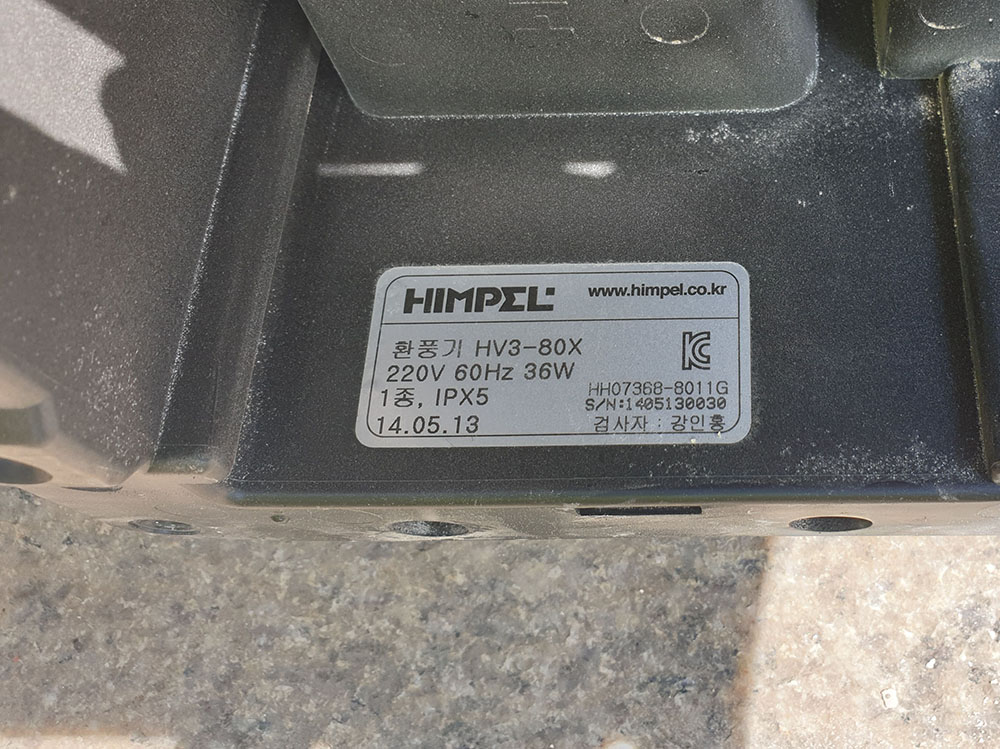 HIMPEL www.himpel.co.kr
환풍기 HV3-80X
220V 60Hz 36W
1종, IPX5
14.05.13
HH07368-8011G
S/N:1405130030
검사자 : 강인홍